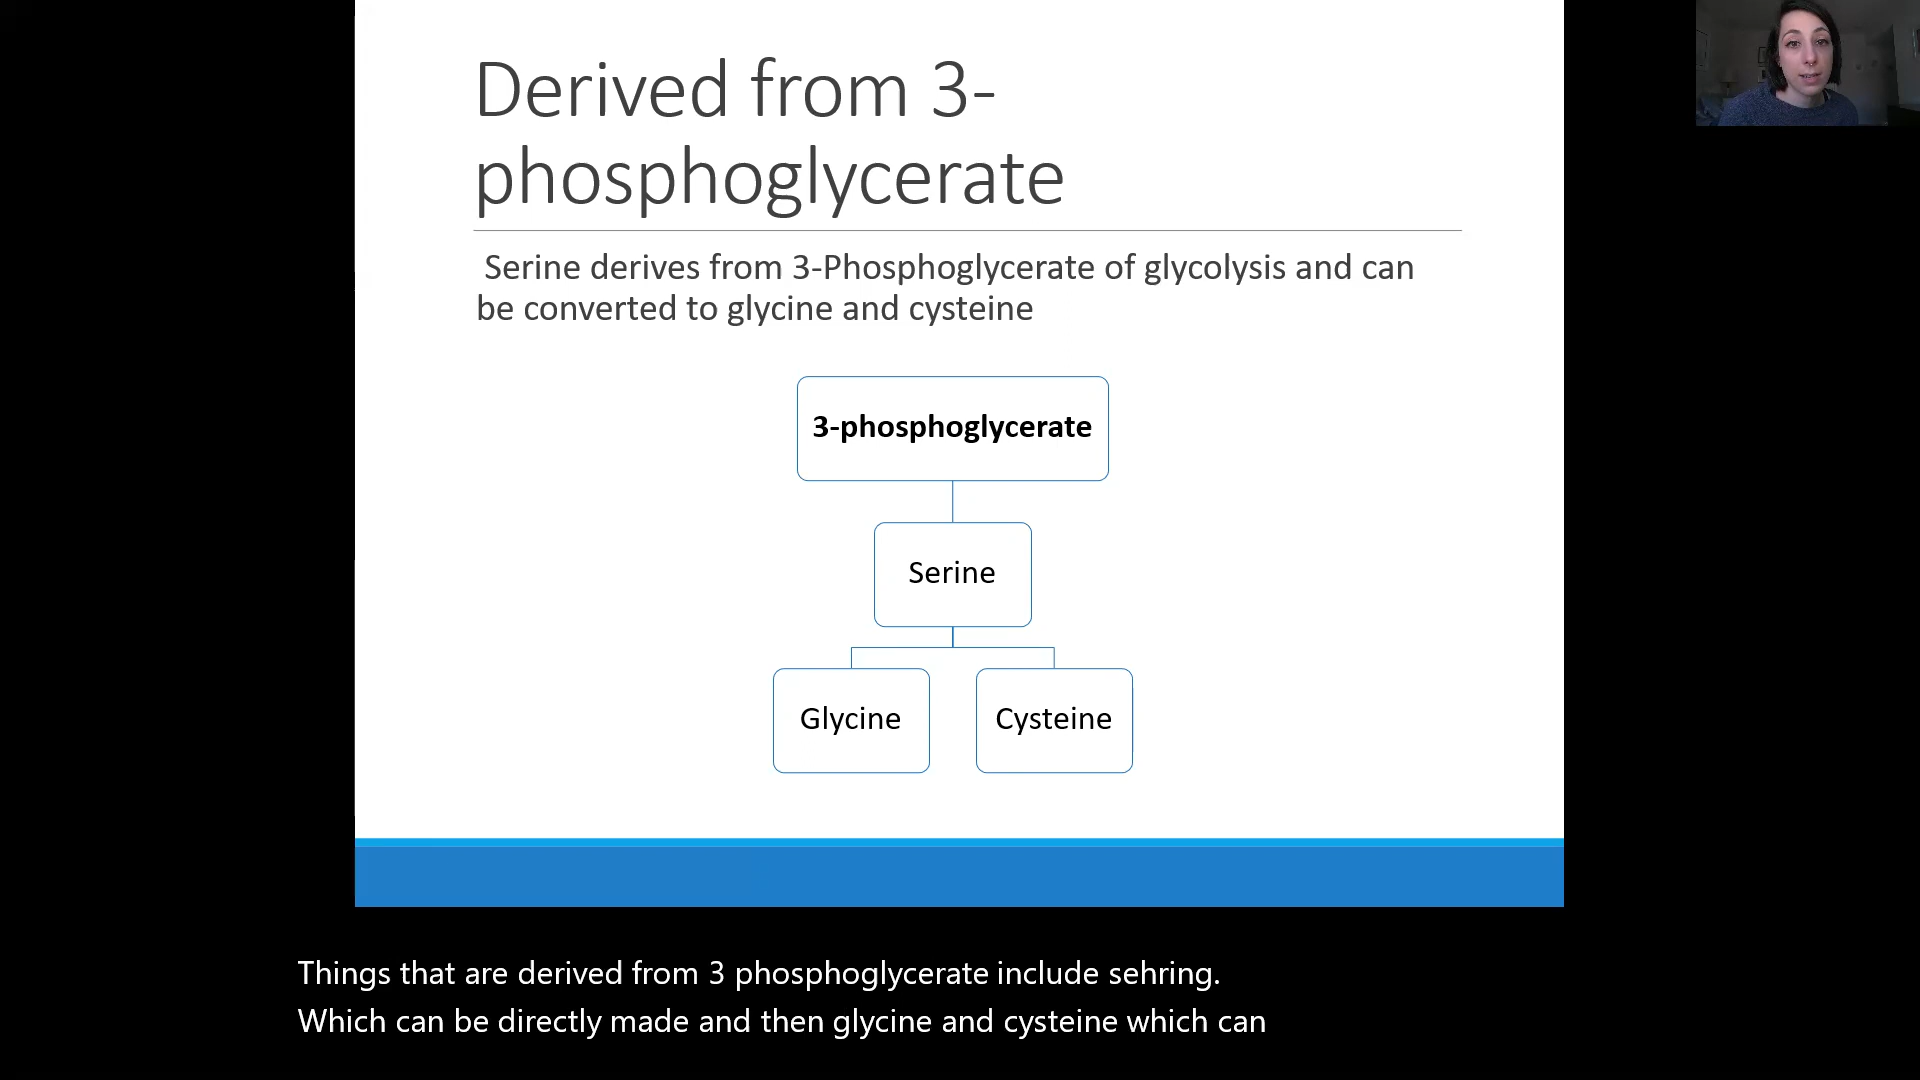 Derived from 3-
phosphoglycerate
Serine derives from 3-Phosphoglycerate of glycolysis and can
be converted to glycine and cysteine
3-phosphoglycerate
Serine
Glycine
Cysteine
Things that are derived from 3 phosphoglycerate include sehring.
Which can be directly made and then glycine and cysteine which can